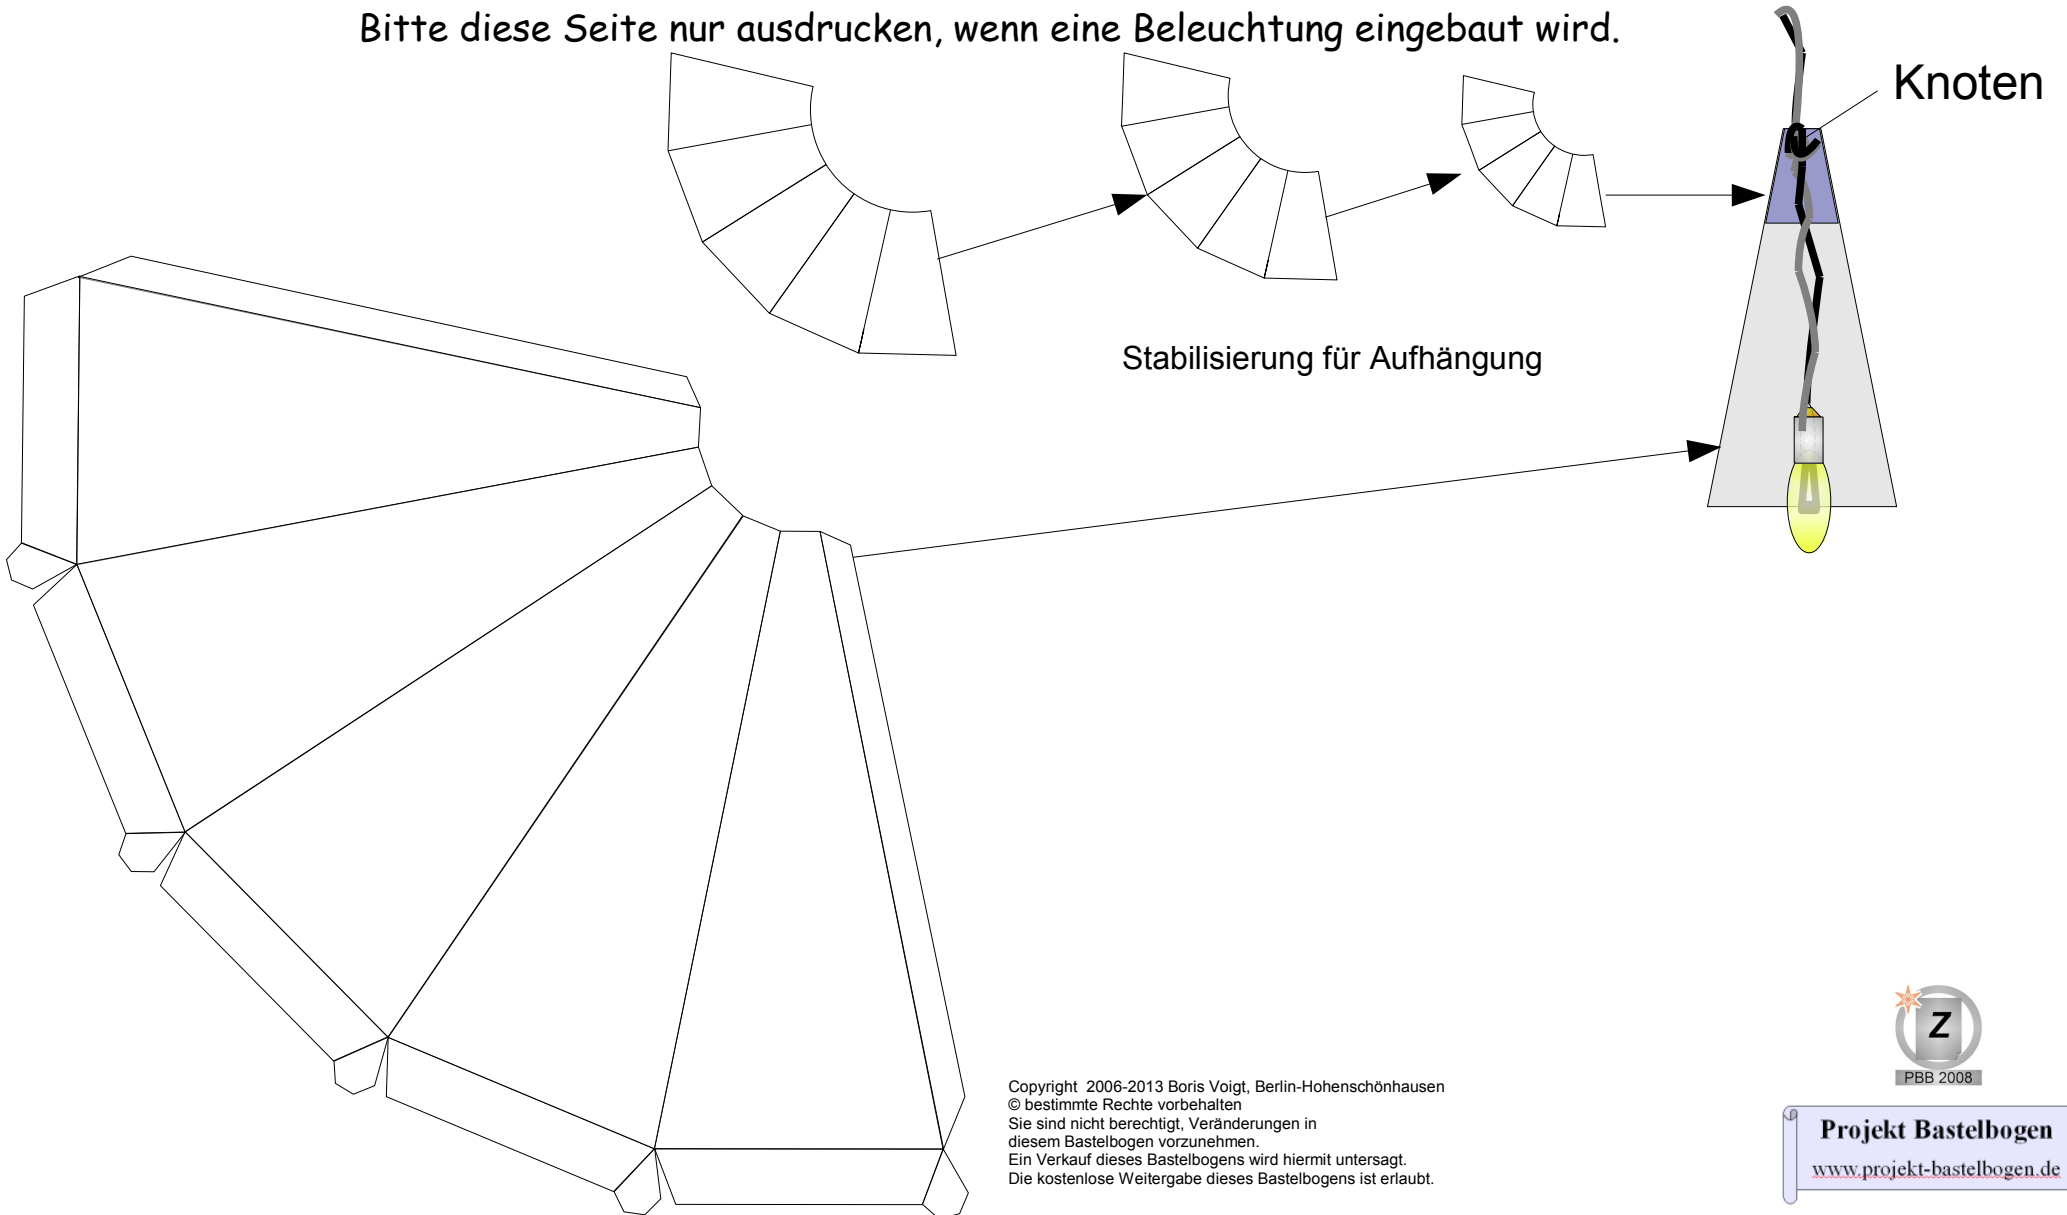 Bitte diese Seite nur ausdrucken, wenn eine Beleuchtung eingebaut wird.
Knoten
Stabilisierung für Aufhängung
Copyright 2006-2013 Boris Voigt, Berlin-Hohenschönhausen
© bestimmte Rechte vorbehalten
Sie sind nicht berechtigt, Veränderungen in
diesem Bastelbogen vorzunehmen.
Ein Verkauf dieses Bastelbogens wird hiermit untersagt.
Die kostenlose Weitergabe dieses Bastelbogens ist erlaubt.
Z
PBB 2008
Projekt Bastelbogen
www.projekt-bastelbogen.de